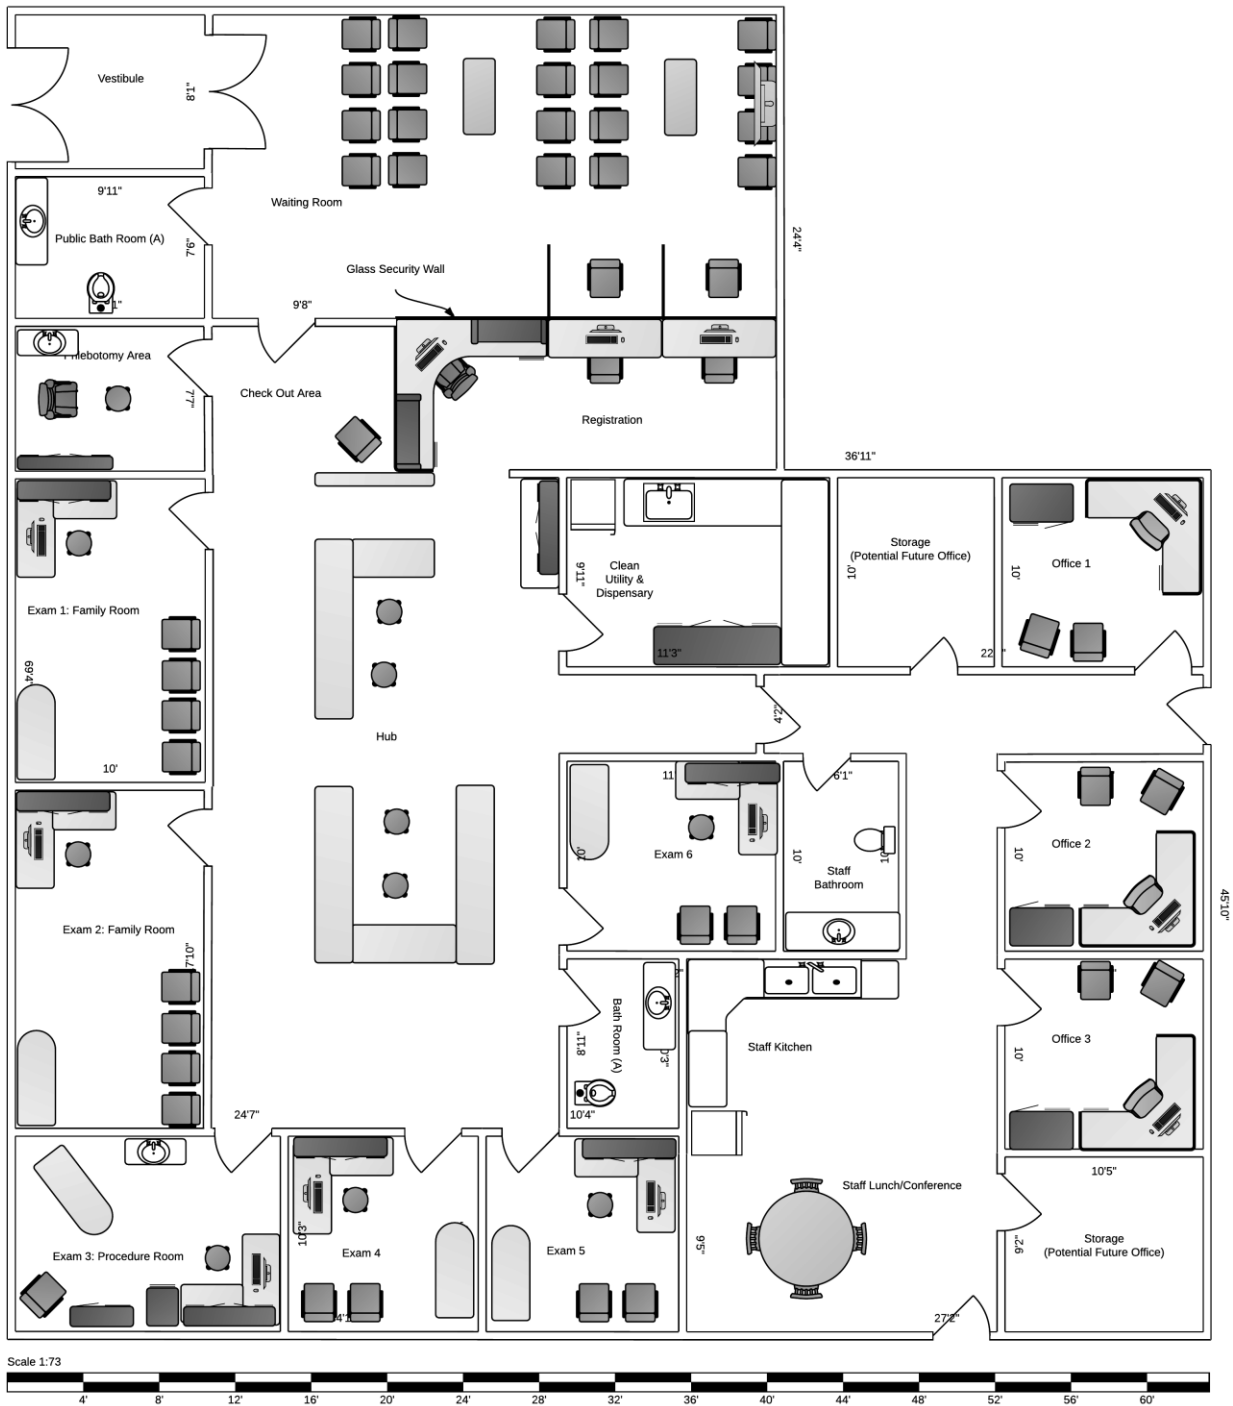 Vestibule
8'1"
9'11"
Public Bath Room (A)
7'6"
1"
Waiting Room
24'4"
Glass Security Wall
9'8"
Phlebotomy Area
7'7"
Check Out Area
Registration
36'11"
Exam 1: Family Room
69'4"
10'
Clean
Utility &
Dispensary
11'6"
11'3"
Storage
(Potential Future Office)
10'
22
Office 1
10'
Hub
4'2"
Exam 2: Family Room
7'10"
11'
Exam 6
10'
6'1"
10'
Staff
Bathroom
10
Office 2
10'
45'10"
Bath Room (A)
8'11"
10'4"
Staff Kitchen
Office 3
10'
24'7"
Exam 3: Procedure Room
10'3"
Exam 4
Exam 5
Staff Lunch/Conference
9'5"
10'5"
9'2"
Storage
(Potential Future Office)
27'2"
Scale 1:73
4' 8' 12' 16' 20' 24' 28' 32' 36' 40' 44' 48' 52' 56' 60'